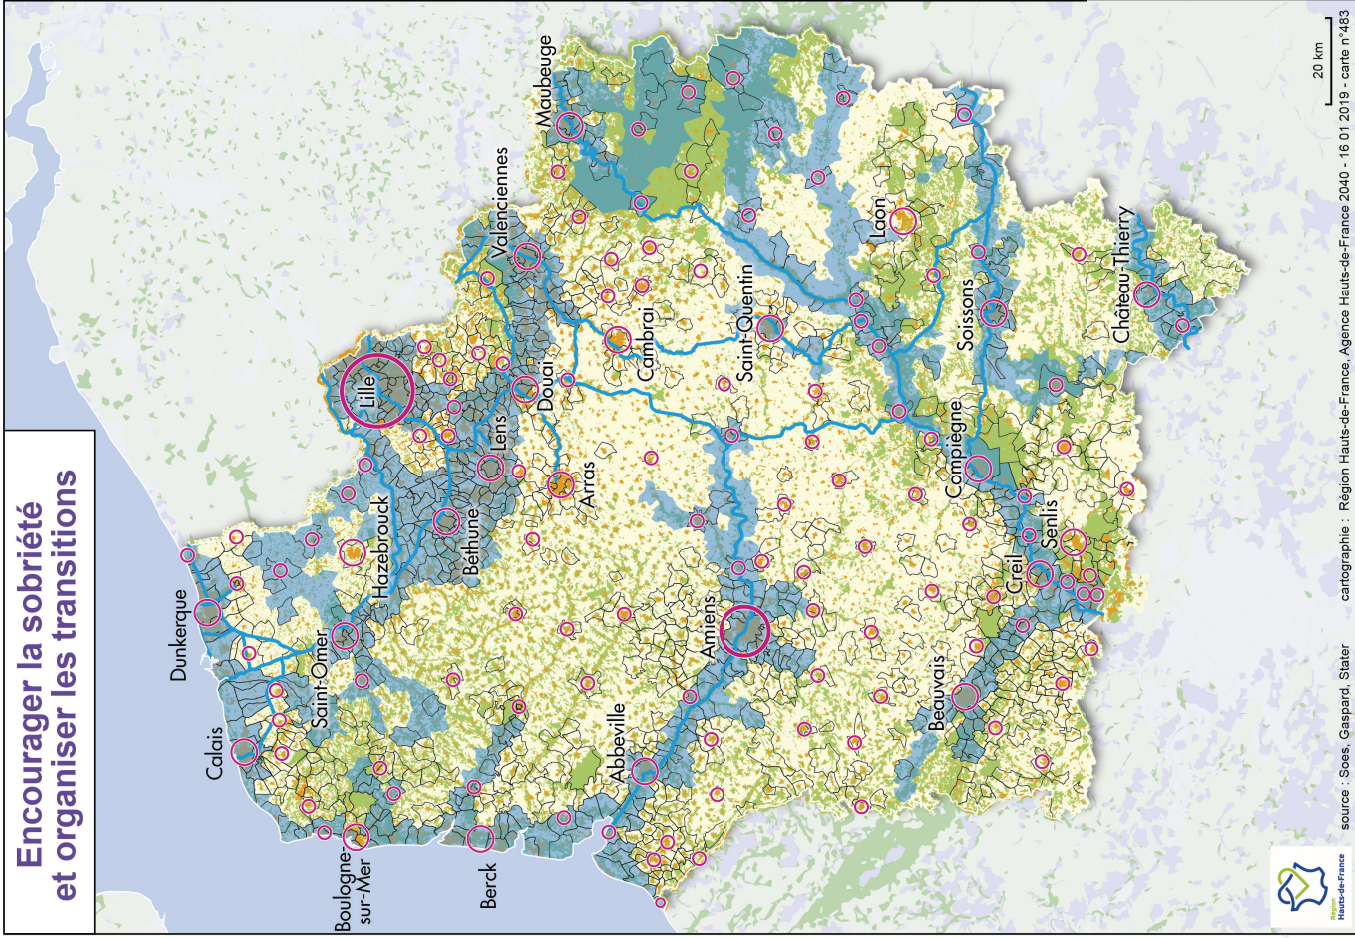 Encourager la sobriété
et organiser les transitions
Dunkerque
Calais
Saint-Omer
Hazebrouck
Boulogne-
sur-Mer
Berck
Béthune
Lens
Lille
Douai
Arras
Valenciennes
Maubeuge
Cambrai
Abbeville
Amiens
Saint-Quentin
Laon
Beauvais
Compiègne
Soissons
Creil
Senlis
Château-Thierry
20 km
Région
Hauts-de-France
source : Soes, Gaspard, Stater
cartographie : Région Hauts-de-France, Agence Hauts-de-France 2040 - 16 01 2019 - carte n°483